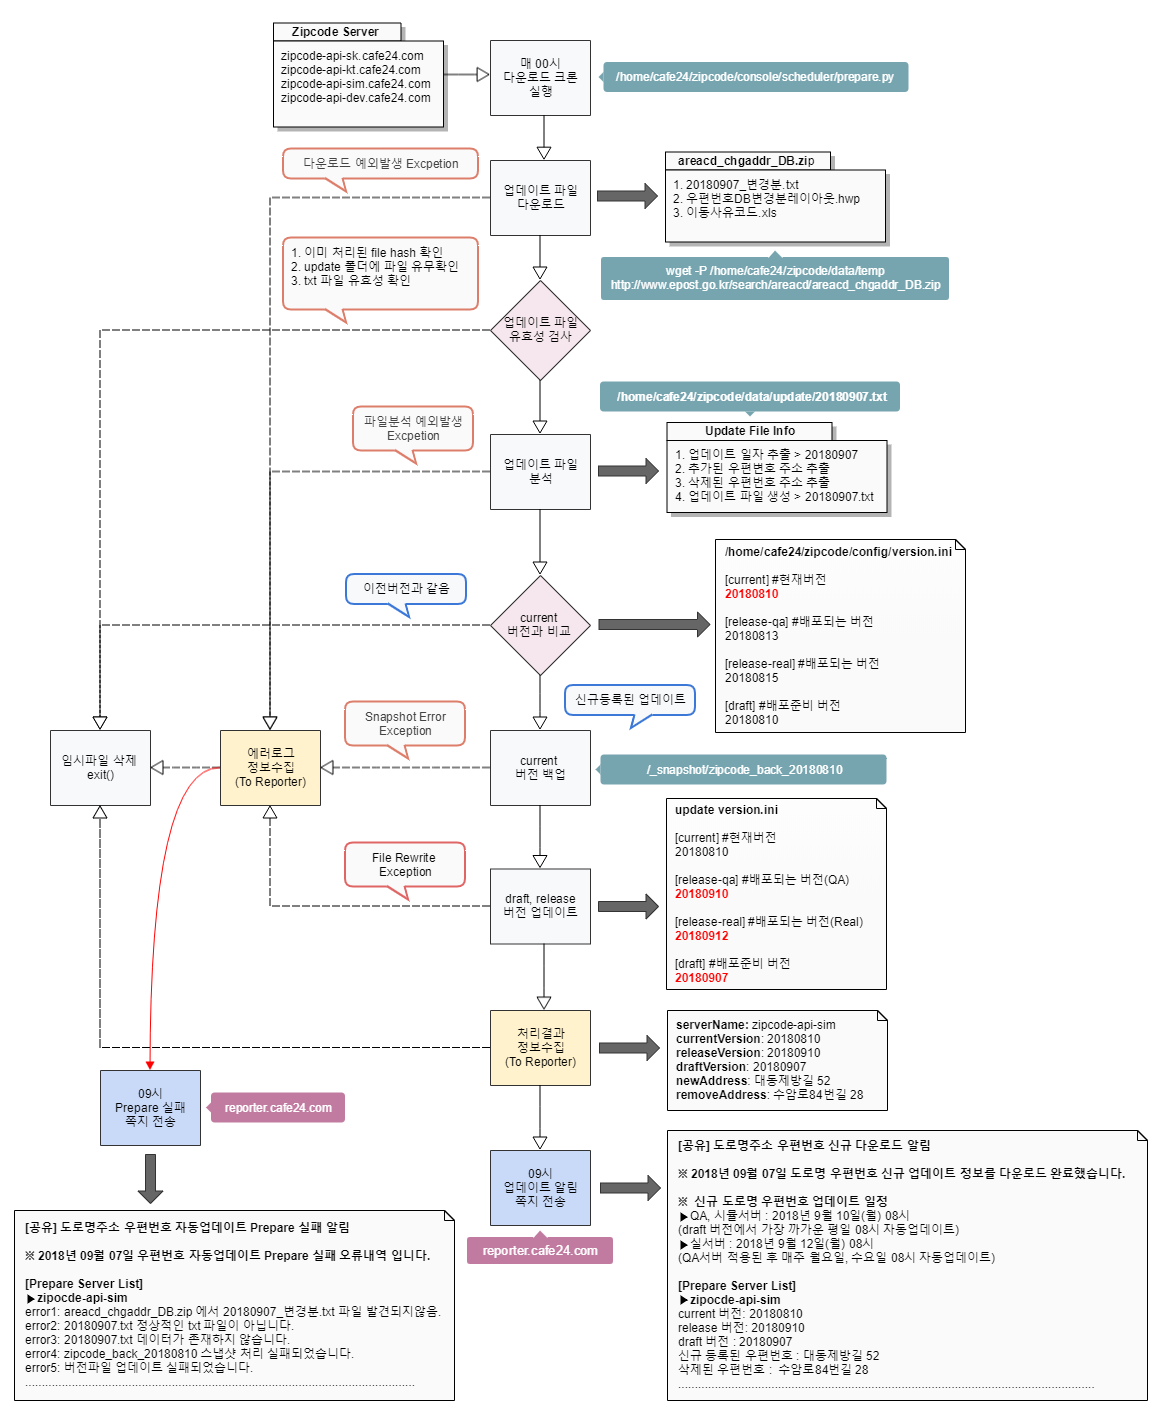 Zipcode Server
zipcode-api-sk.cafe24.com
zipcode-api-kt.cafe24.com
zipcode-api-sim.cafe24.com
zipcode-api-dev.cafe24.com
매 00시
다운로드 크론
실행
/home/cafe24/zipcode/console/scheduler/prepare.py
다운로드 예외발생 Excpetion
업데이트 파일
다운로드
areacd_chgaddr_DB.zip
1. 20180907_변경분.txt
2. 우편번호DB변경분레이아웃.hwp
3. 이동사유코드.xls
wget -P /home/cafe24/zipcode/data/temp
http://www.epost.go.kr/search/areacd/areacd_chgaddr_DB.zip
1. 이미 처리된 file hash 확인
2. update 폴더에 파일 유무확인
3. txt 파일 유효성 확인
업데이트 파일
유효성 검사
/home/cafe24/zipcode/data/update/20180907.txt
파일분석 예외발생
Excpetion
업데이트 파일
분석
Update File Info
1. 업데이트 일자 추출 > 20180907
2. 추가된 우편변호 주소 추출
3. 삭제된 우편번호 주소 추출
4. 업데이트 파일 생성 > 20180907.txt
/home/cafe24/zipcode/config/version.ini
[current] #현재버전
20180810
[release-qa] #배포되는 버전
20180813
[release-real] #배포되는 버전
20180815
[draft] #배포준비 버전
20180810
이전버전과 같음
current
버전과 비교
신규등록된 업데이트
Snapshot Error
Exception
임시파일 삭제
exit()
에러로그
정보수집
(To Reporter)
current
버전 백업
/_snapshot/zipcode_back_20180810
update version.ini
[current] #현재버전
20180810
[release-qa] #배포되는 버전(QA)
20180910
[release-real] #배포되는 버전(Real)
20180912
[draft] #배포준비 버전
20180907
File Rewrite
Exception
draft, release
버전 업데이트
처리결과
정보수집
(To Reporter)
serverName: zipcode-api-sim
currentVersion: 20180810
releaseVersion: 20180910
draftVersion: 20180907
newAddress: 대동제방길 52
removeAddress: 수암로84번길 28
09시
Prepare 실패
쪽지 전송
reporter.cafe24.com
09시
업데이트 알림
쪽지 전송
reporter.cafe24.com
[공유] 도로명주소 우편번호 자동업데이트 Prepare 실패 알림
※ 2018년 09월 07일 우편번호 자동업데이트 Prepare 실패 오류내역 입니다.
[Prepare Server List]
▶zipocde-api-sim
error1: areacd_chgaddr_DB.zip 에서 20180907_변경분.txt 파일 발견되지않음.
error2: 20180907.txt 정상적인 txt 파일이 아닙니다.
error3: 20180907.txt 데이터가 존재하지 않습니다.
error4: zipcode_back_20180810 스냅샷 처리 실패되었습니다.
error5: 버전파일 업데이트 실패되었습니다.
[공유] 도로명주소 우편번호 신규 다운로드 알림
※ 2018년 09월 07일 도로명 우편번호 신규 업데이트 정보를 다운로드 완료했습니다.
※ 신규 도로명 우편번호 업데이트 일정
▶QA, 시뮬서버 : 2018년 9월 10일(월) 08시
(draft 버전에서 가장 까가운 평일 08시 자동업데이트)
▶실서버 : 2018년 9월 12일(월) 08시
(QA서버 적용된 후 매주 월요일, 수요일 08시 자동업데이트)
[Prepare Server List]
▶zipocde-api-sim
current 버전: 20180810
release 버전: 20180910
draft 버전 : 20180907
신규 등록된 우편번호 : 대동제방길 52
삭제된 우편번호 : 수암로84번길 28